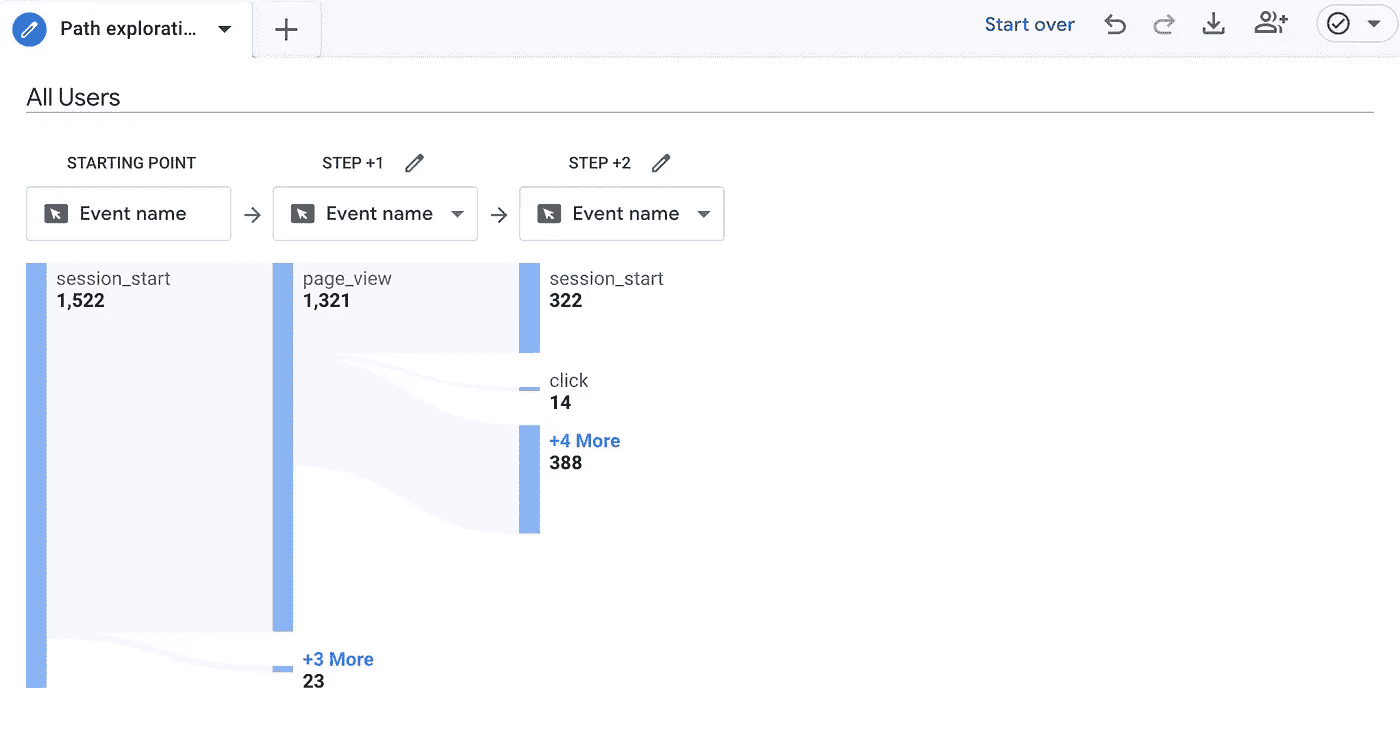 Path explorati...
Start over
All Users
STARTING POINT
STEP +1
STEP +2
Event name
Event name
Event name
session_start
1,522
page_view
1,321
session_start
322
click
14
+4 More
388
+3 More
23